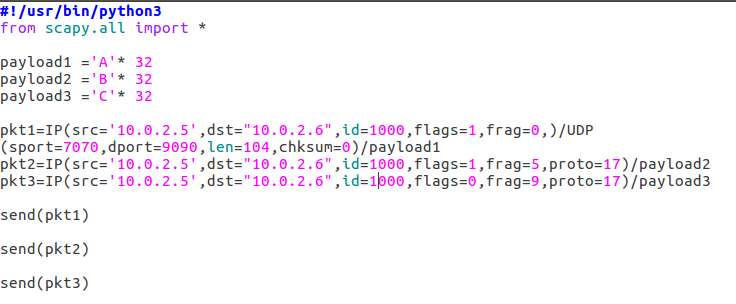 #!/usr/bin/python3
from scapy.all import *
payload1 ='A'* 32
payload2 ='B'* 32
payload3 ='C'* 32
pkt1=IP(src='10.0.2.5',dst="10.0.2.6",id=1000,flags=1,frag=0,)/UDP
(sport=7070,dport=9090,len=104,chksum=0)/payload1
pkt2=IP(src='10.0.2.5',dst="10.0.2.6",id=1000,flags=1,frag=5,proto=17)/payload2
pkt3=IP(src='10.0.2.5',dst="10.0.2.6",id=1000,flags=0,frag=9,proto=17)/payload3
send(pkt1)
send(pkt2)
send(pkt3)